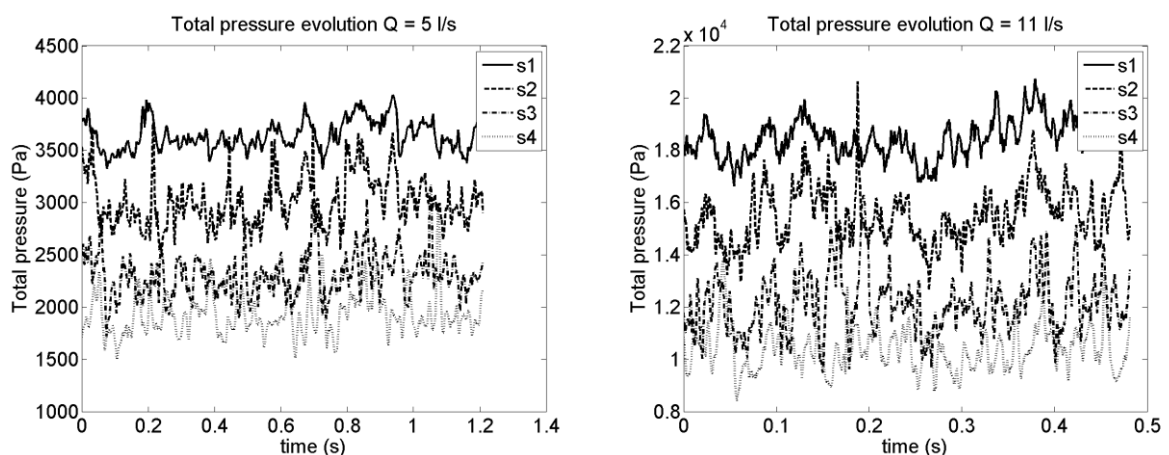 Total pressure evolution Q = 5 l/s
4500
4000
3500
3000
2500
2000
1500
1000
0 0.2 0.4 0.6 0.8 1 1.2 1.4
Total pressure (Pa)
time (s)
s1
s2
s3
s4
Total pressure evolution Q = 11 l/s
x 10^4
2.2
2
1.8
1.6
1.4
1.2
1
0.8
0 0.1 0.2 0.3 0.4 0.5
Total pressure (Pa)
time (s)
s1
s2
s3
s4